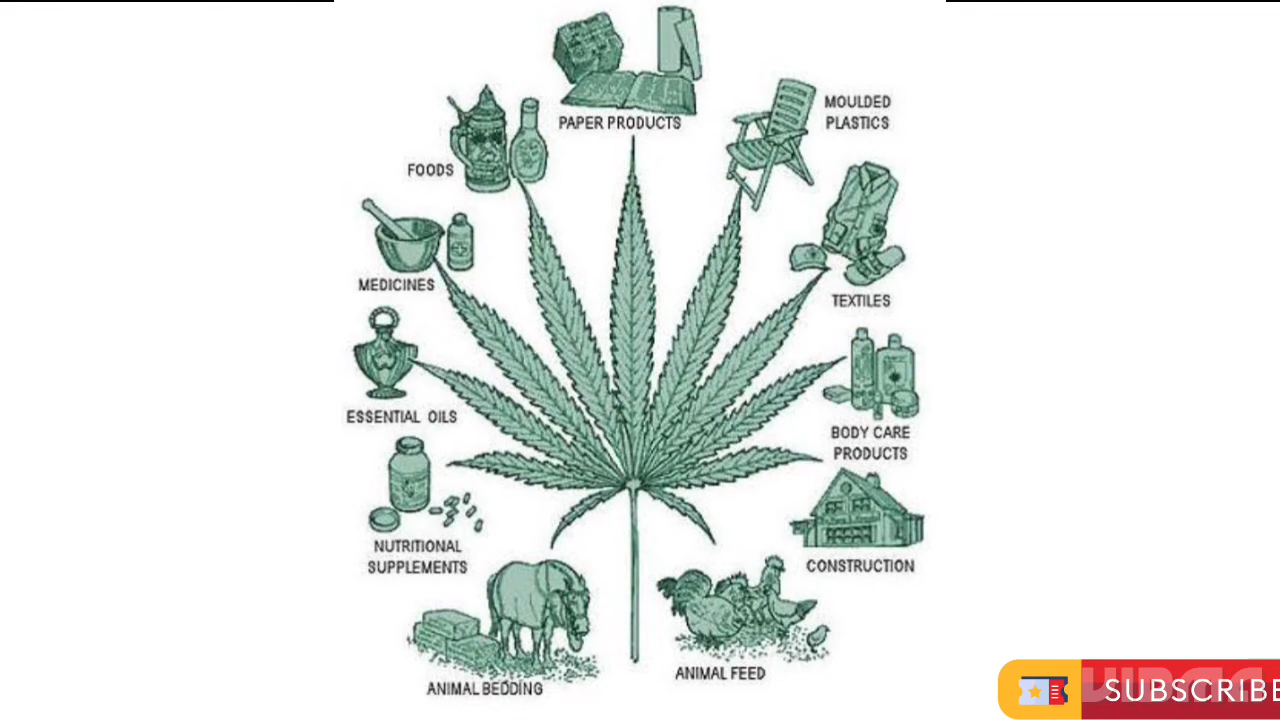 PAPER PRODUCTS
MOULDED
PLASTICS
FOODS
TEXTILES
MEDICINES
BODY CARE
PRODUCTS
ESSENTIAL OILS
CONSTRUCTION
NUTRITIONAL
SUPPLEMENTS
ANIMAL FEED
ANIMAL BEDDING
SUBSCRIBE